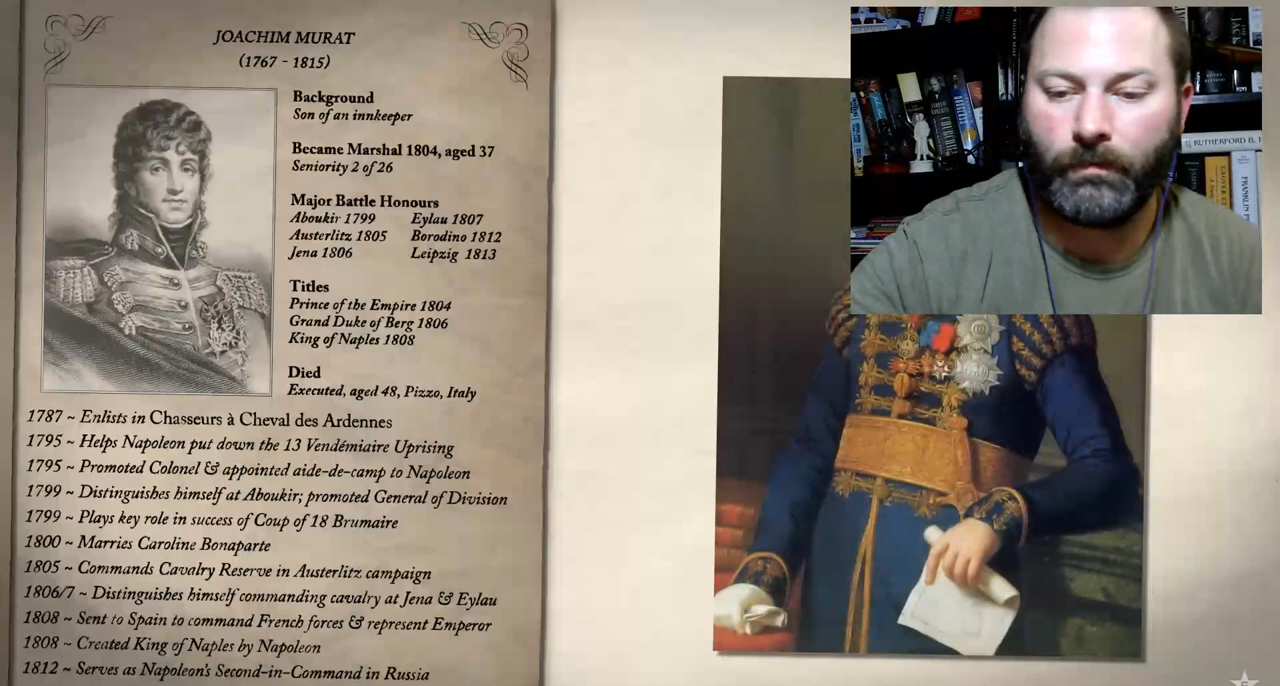 JOACHIM MURAT
(1767 - 1815)
Background
Son of an innkeeper
Became Marshal 1804, aged 37
Seniority 2 of 26
Major Battle Honours
Aboukir 1799 Eylau 1807
Austerlitz 1805 Borodino 1812
Jena 1806 Leipzig 1813
Titles
Prince of the Empire 1804
Grand Duke of Berg 1806
King of Naples 1808
Died
Executed, aged 48, Pizzo, Italy
1787 ~ Enlists in Chasseurs à Cheval des Ardennes
1795 ~ Helps Napoleon put down the 13 Vendémiaire Uprising
1795 ~ Promoted Colonel & appointed aide-de-camp to Napoleon
1799 ~ Distinguishes himself at Aboukir; promoted General of Division
1799 ~ Plays key role in success of Coup of 18 Brumaire
1800 ~ Marries Caroline Bonaparte
1805 ~ Commands Cavalry Reserve in Austerlitz campaign
1806/7 ~ Distinguishes himself commanding cavalry at Jena & Eylau
1808 ~ Sent to Spain to command French forces & represent Emperor
1808 ~ Created King of Naples by Napoleon
1812 ~ Serves as Napoleon's Second-in-Command in Russia
RUTHERFORD B.